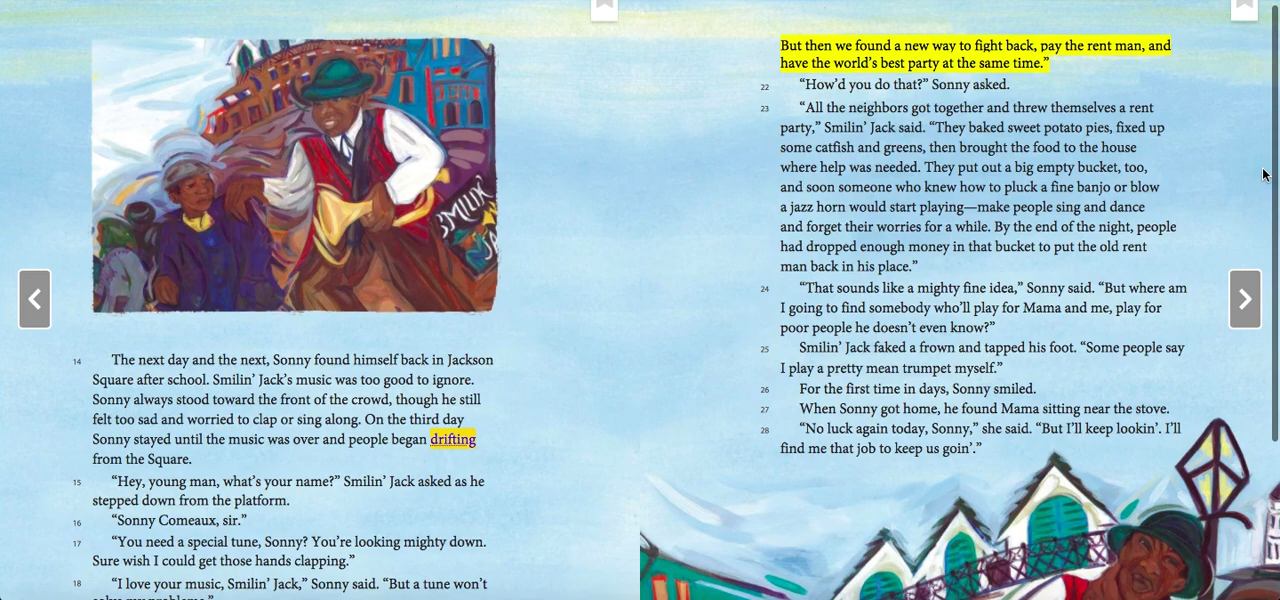 SMILIN'
JA
14 The next day and the next, Sonny found himself back in Jackson
Square after school. Smilin’ Jack’s music was too good to ignore.
Sonny always stood toward the front of the crowd, though he still
felt too sad and worried to clap or sing along. On the third day
Sonny stayed until the music was over and people began drifting
from the Square.
15 “Hey, young man, what’s your name?” Smilin’ Jack asked as he
stepped down from the platform.
16 “Sonny Comeaux, sir.”
17 “You need a special tune, Sonny? You’re looking mighty down.
Sure wish I could get those hands clapping.”
18 “I love your music, Smilin’ Jack,” Sonny said. “But a tune won’t
But then we found a new way to fight back, pay the rent man, and
have the world’s best party at the same time.”
22 “How’d you do that?” Sonny asked.
23 “All the neighbors got together and threw themselves a rent
party,” Smilin’ Jack said. “They baked sweet potato pies, fixed up
some catfish and greens, then brought the food to the house
where help was needed. They put out a big empty bucket, too,
and soon someone who knew how to pluck a fine banjo or blow
a jazz horn would start playing—make people sing and dance
and forget their worries for a while. By the end of the night, people
had dropped enough money in that bucket to put the old rent
man back in his place.”
24 “That sounds like a mighty fine idea,” Sonny said. “But where am
I going to find somebody who’ll play for Mama and me, play for
poor people he doesn’t even know?”
25 Smilin’ Jack faked a frown and tapped his foot. “Some people say
I play a pretty mean trumpet myself.”
26 For the first time in days, Sonny smiled.
27 When Sonny got home, he found Mama sitting near the stove.
28 “No luck again today, Sonny,” she said. “But I’ll keep lookin’. I’ll
find me that job to keep us goin’.”